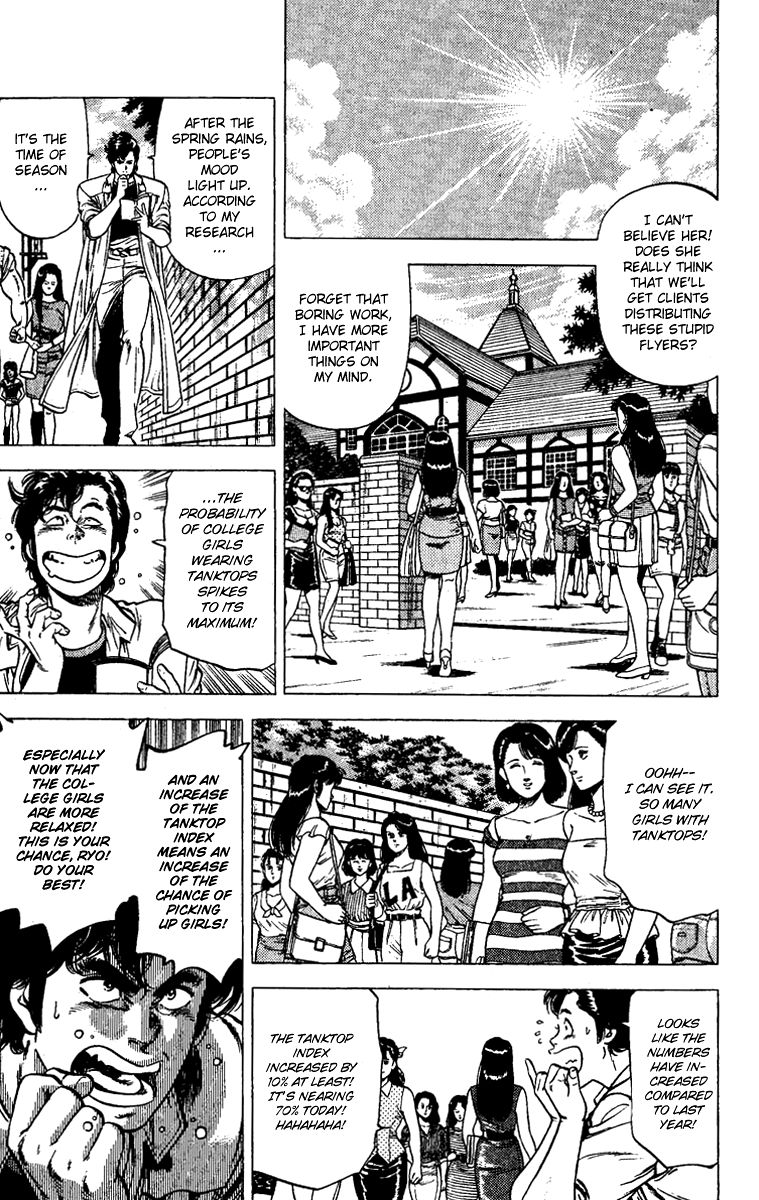 I CAN'T
BELIEVE HER!
DOES SHE
REALLY THINK
THAT WE'LL
GET CLIENTS
DISTRIBUTING
THESE STUPID
FLYERS?
FORGET THAT
BORING WORK,
I HAVE MORE
IMPORTANT
THINGS ON
MY MIND.
AFTER THE
SPRING RAINS,
PEOPLE'S
MOOD
LIGHT UP.
ACCORDING
TO MY
RESEARCH
...
IT'S THE
TIME OF
SEASON
...
...THE
PROBABILITY
OF COLLEGE
GIRLS
WEARING
TANKTOPS
SPIKES
TO ITS
MAXIMUM!
OOHH--
I CAN SEE IT.
SO MANY
GIRLS WITH
TANKTOPS!
LA
LOOKS
LIKE THE
NUMBERS
HAVE IN-
CREASED
COMPARED
TO LAST
YEAR!
THE TANKTOP
INDEX
INCREASED BY
10% AT LEAST!
IT'S NEARING
70% TODAY!
HAHAHAHA!
AND AN
INCREASE
OF THE
TANKTOP
INDEX
MEANS AN
INCREASE
OF THE
CHANCE OF
PICKING
UP GIRLS!
ESPECIALLY
NOW THAT
THE COL-
LEGE GIRLS
ARE MORE
RELAXED!
THIS IS YOUR
CHANCE, RYO!
DO YOUR
BEST!